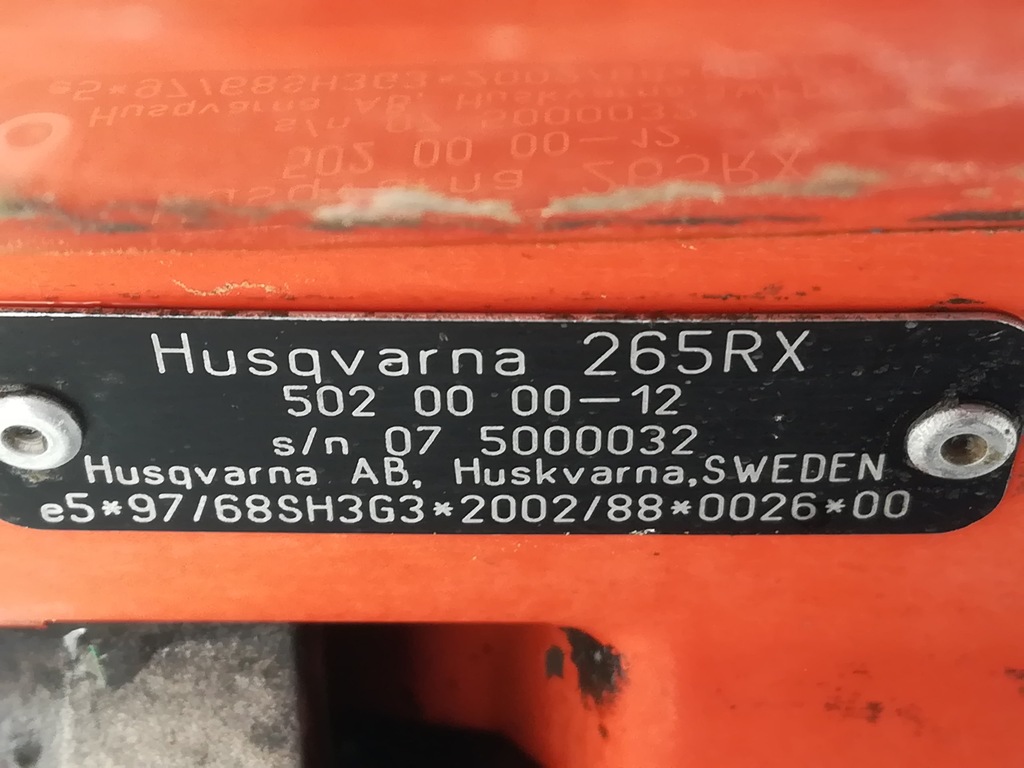 Husqvarna 265RX
502 00 00-12
s/n 07 5000032
Husqvarna AB, Huskvarna, SWEDEN
e5*97/68SH3G3*2002/88*0026*00